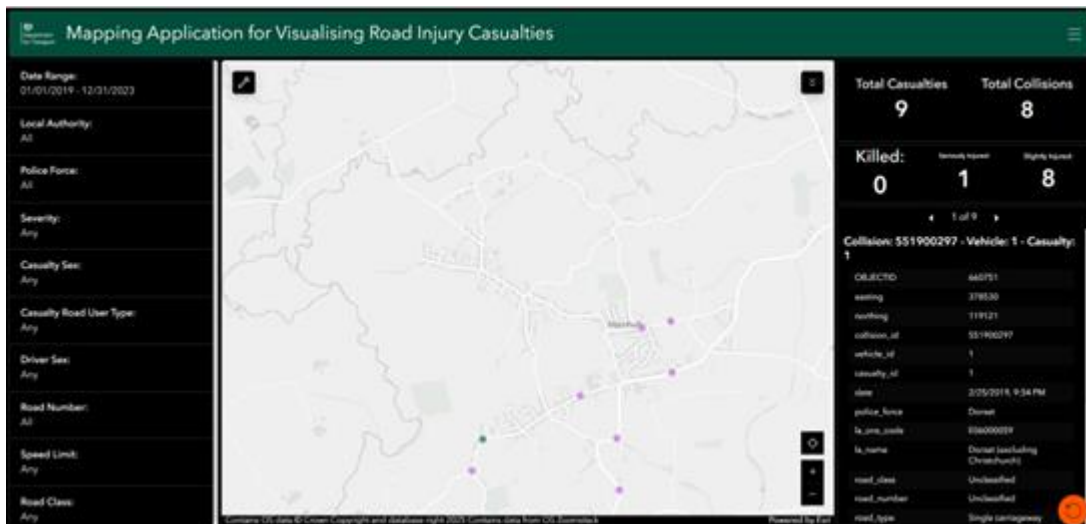 Department
for Transport
Mapping Application for Visualising Road Injury Casualties
Date Range:
01/01/2019 - 12/31/2023
Local Authority:
All
Police Force:
All
Severity:
Any
Casualty Sex:
Any
Casualty Road User Type:
Any
Driver Sex:
Any
Road Number:
All
Speed Limit:
Any
Road Class:
Any
Contains OS data © Crown Copyright and database right 2025 Contains data from OS Zoomstack
Powered by Esri
Total Casualties Total Collisions
9 8
Killed: Seriously Injured: Slightly Injured:
0 1 8
1 of 9
Collision: 551900297 - Vehicle: 1 - Casualty:
1
OBJECTID 660751
easting 378530
northing 119121
collision_id 551900297
vehicle_id 1
casualty_id 1
date 2/25/2019, 9:54 PM
police_force Dorset
la_ons_code E06000059
la_name Dorset (excluding
Christchurch)
road_class Unclassified
road_number Unclassified
road_type Single carriageway